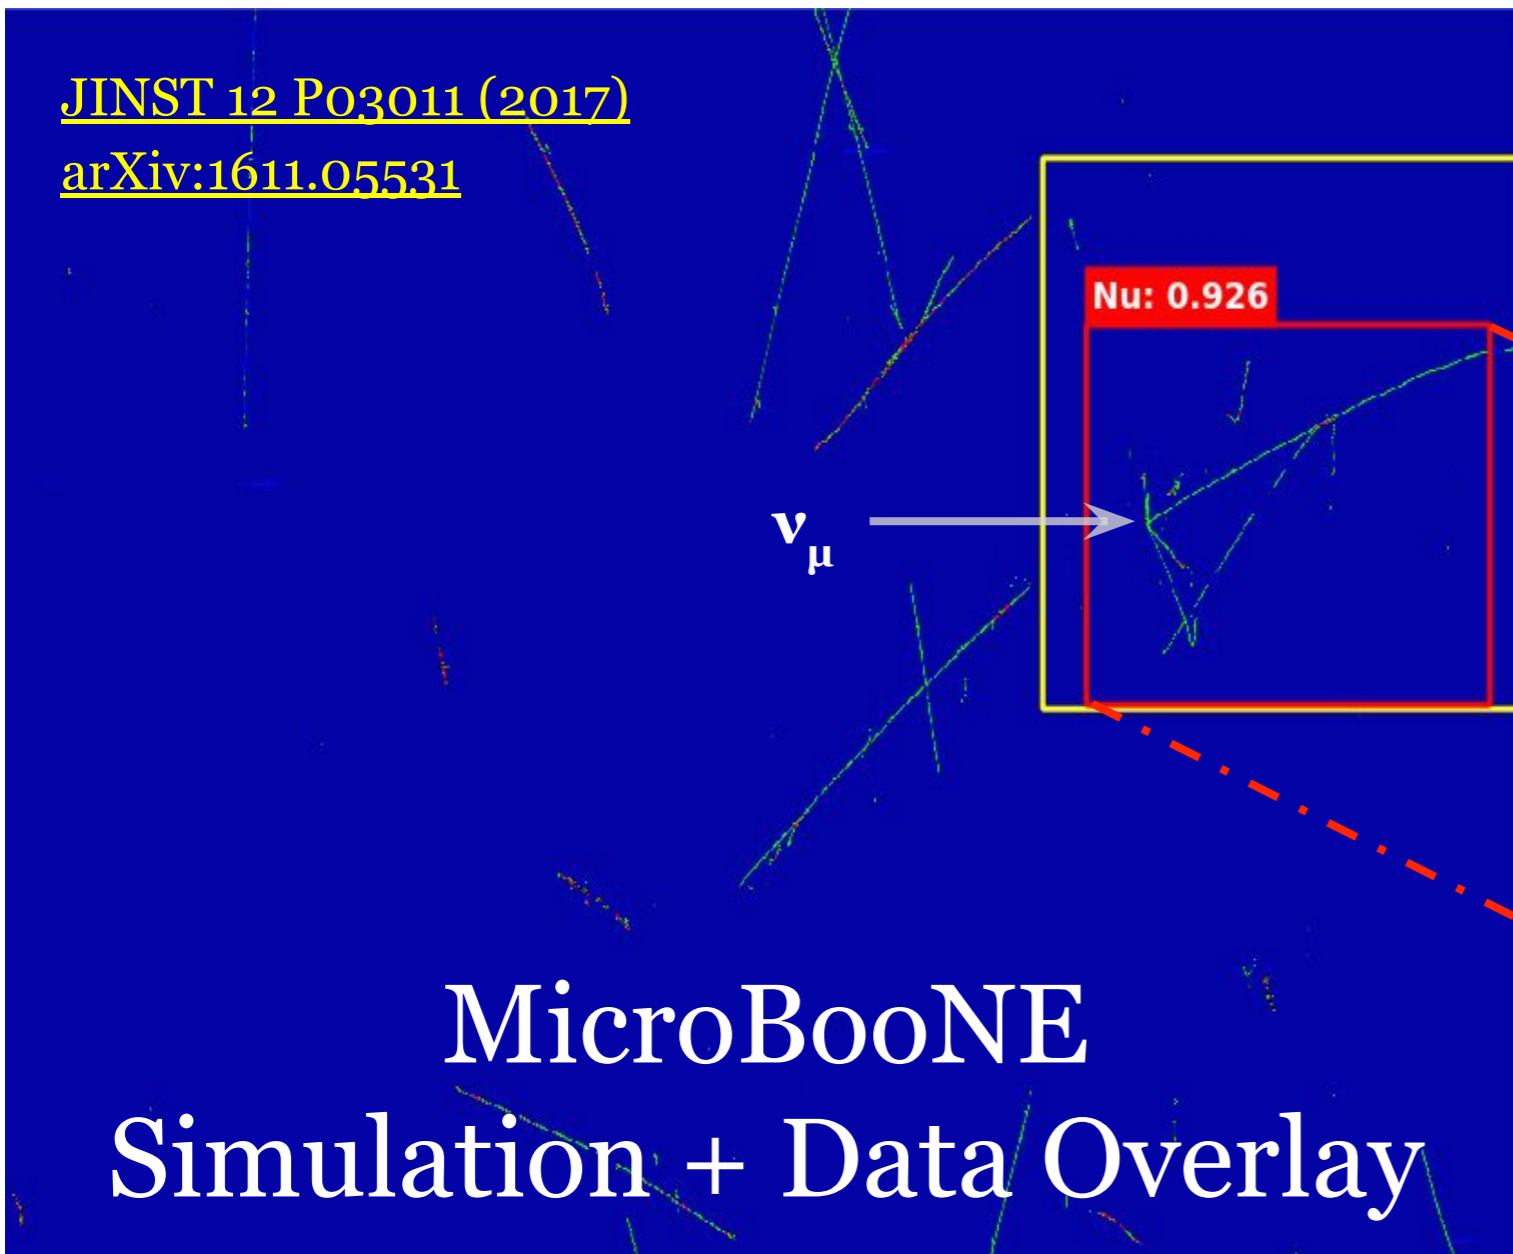 JINST 12 P03011 (2017)
arXiv:1611.05531
Nu: 0.926
νμ
MicroBooNE
Simulation + Data Overlay